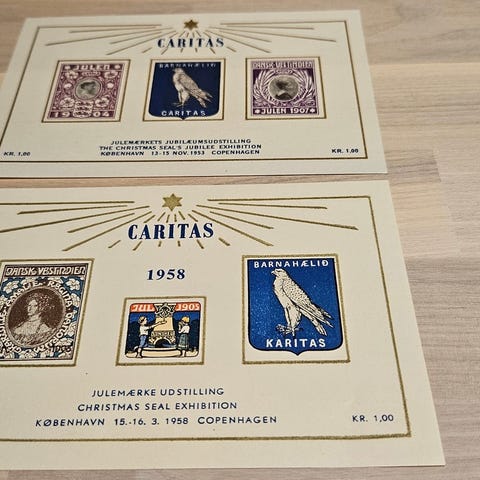 CARITAS
JULEN
1904
BARNAHÆLIÐ
CARITAS
DANSK-VESTINDIEN
JULEN 1907
JULEMÆRKETS JUBILÆUMSUDSTILLING
THE CHRISTMAS SEAL'S JUBILEE EXHIBITION
KR. 1,00
KØBENHAVN 13-15 NOV. 1953 COPENHAGEN
KR. 1,00
CARITAS
1958
DANSK-VESTINDIEN
JUL 1905
BARNAHÆLIÐ
KARITAS
JULEMÆRKE UDSTILLING
CHRISTMAS SEAL EXHIBITION
KØBENHAVN 15.-16. 3. 1958 COPENHAGEN
KR. 1,00